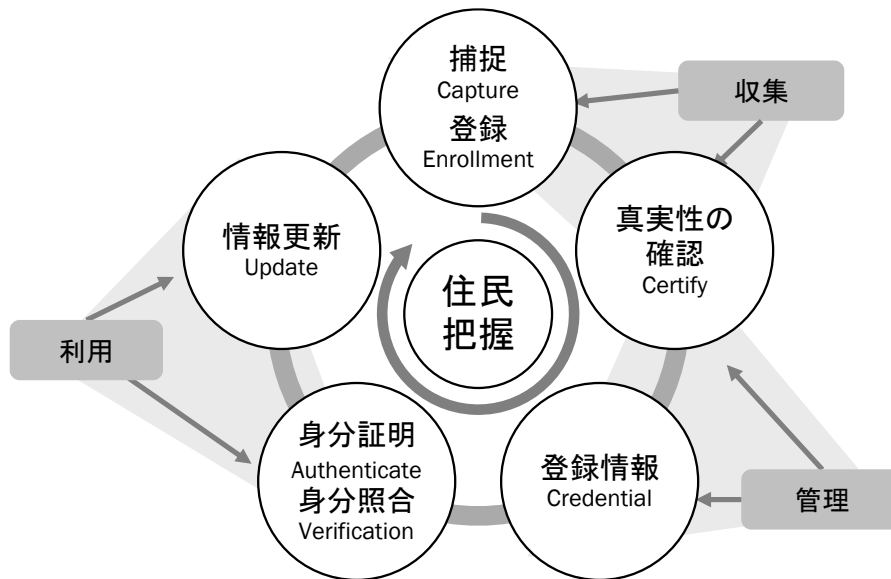 捕捉
Capture
登録
Enrollment
収集
真実性の
確認
Certify
情報更新
Update
住民
把握
利用
身分証明
Authenticate
身分照合
Verification
登録情報
Credential
管理